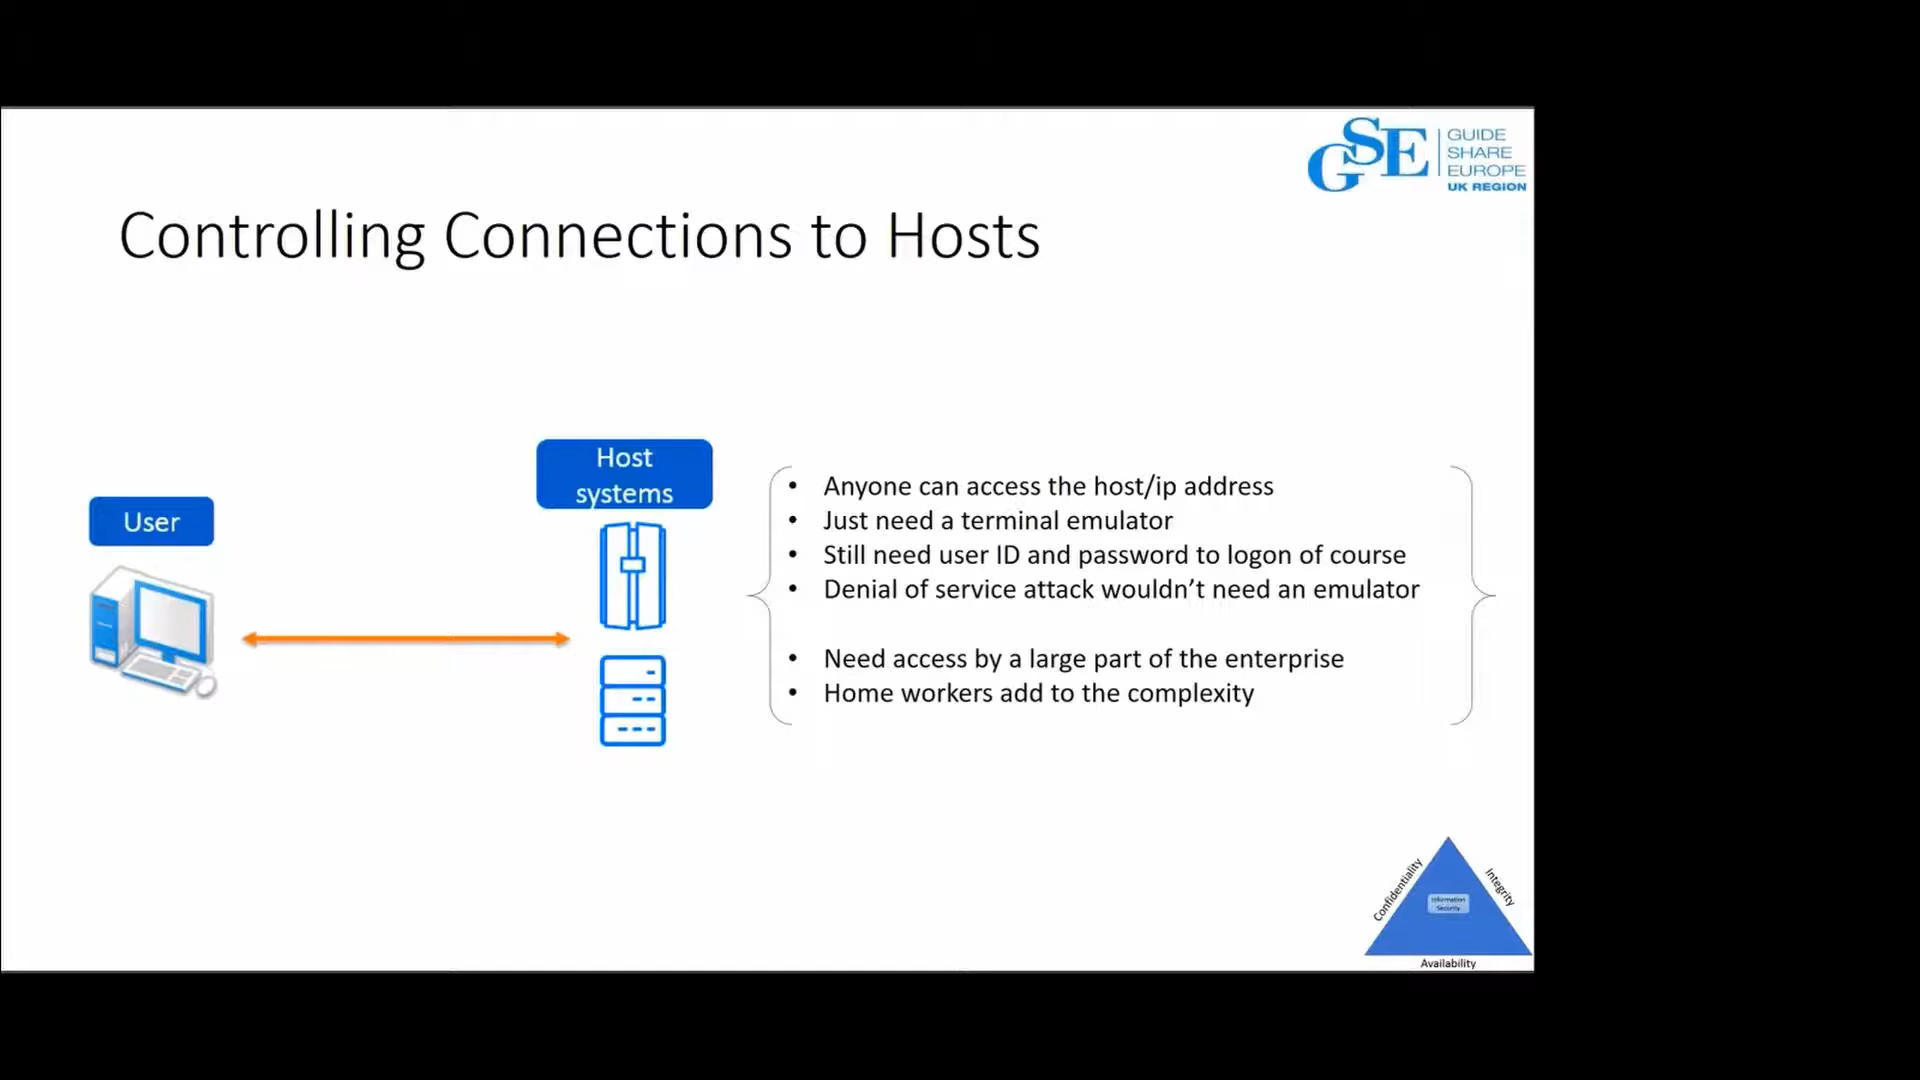 GSE
GUIDE
SHARE
EUROPE
UK REGION
Controlling Connections to Hosts
User
Host
systems
• Anyone can access the host/ip address
• Just need a terminal emulator
• Still need user ID and password to logon of course
• Denial of service attack wouldn’t need an emulator
• Need access by a large part of the enterprise
• Home workers add to the complexity
Confidentiality
Integrity
Information
Security
Availability